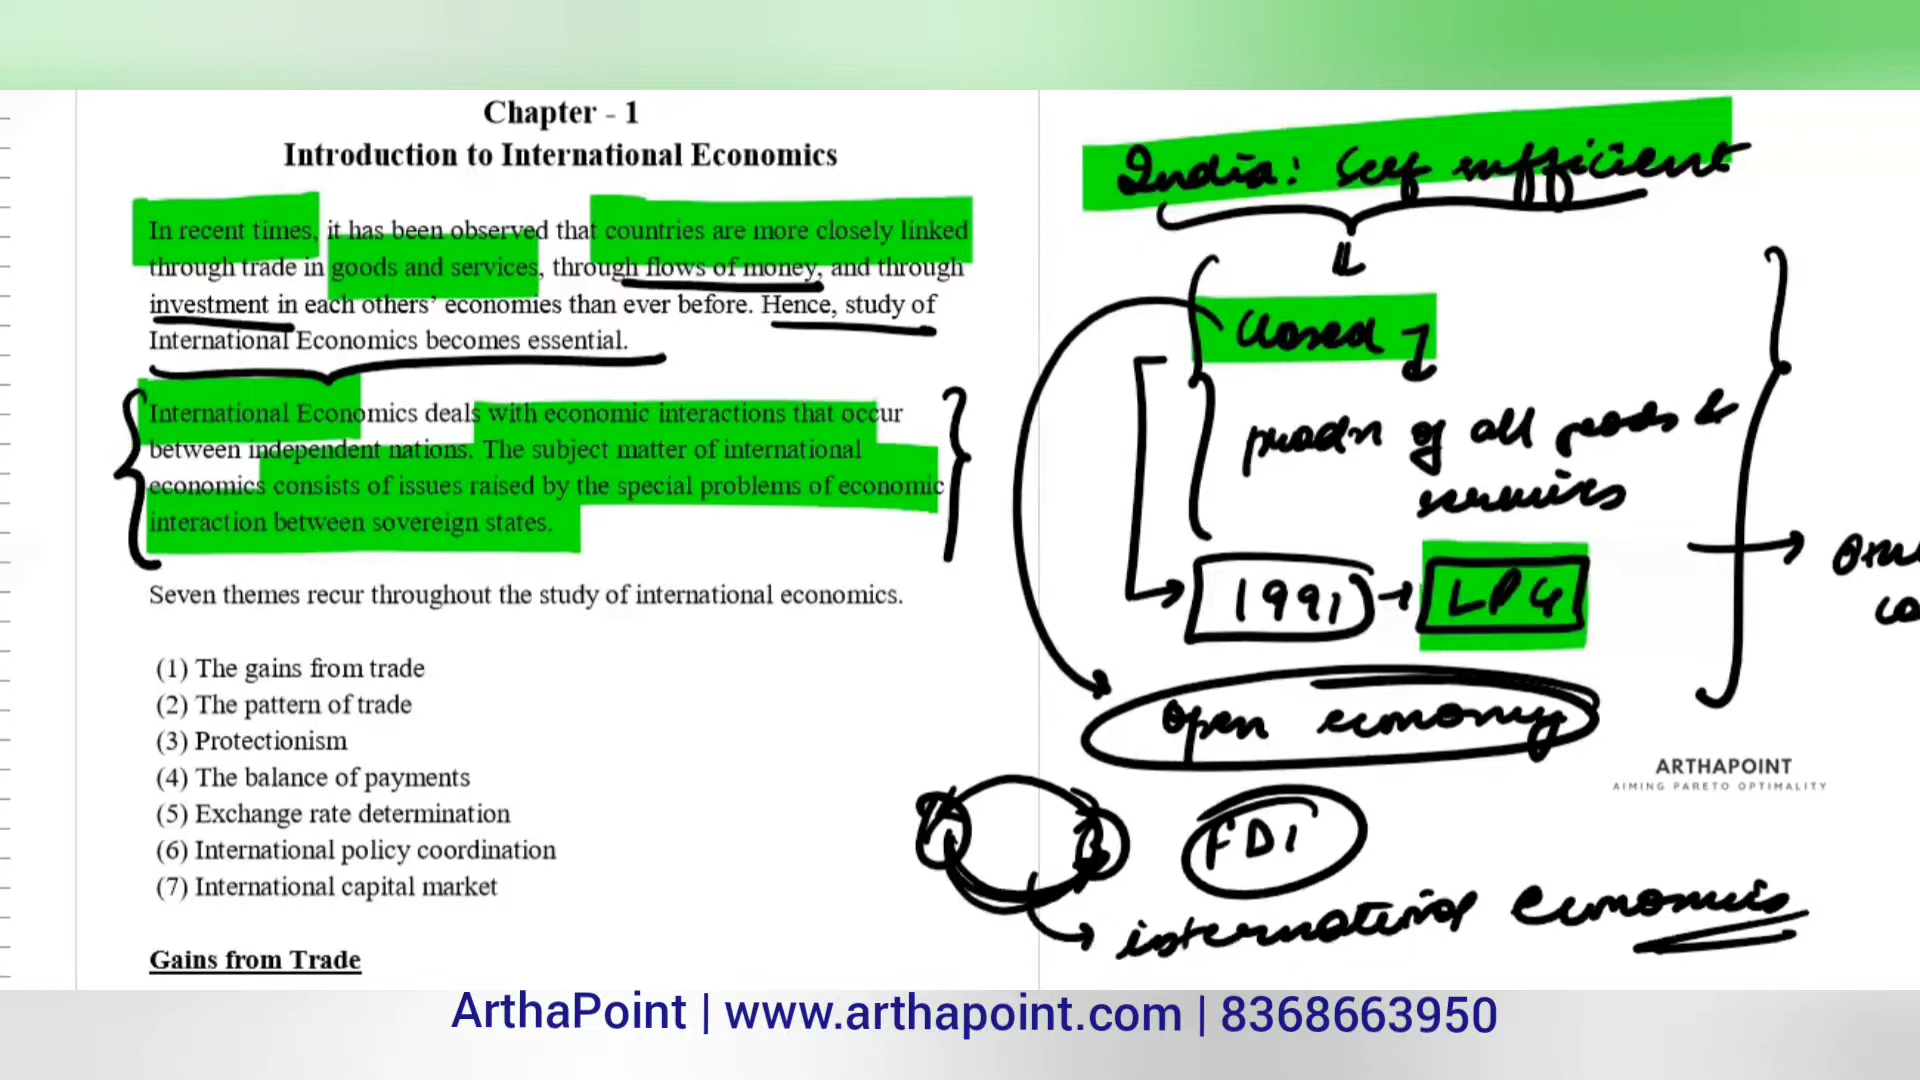 Chapter - 1
Introduction to International Economics
In recent times, it has been observed that countries are more closely linked
through trade in goods and services, through flows of money, and through
investment in each others’ economies than ever before. Hence, study of
International Economics becomes essential.
International Economics deals with economic interactions that occur
between independent nations. The subject matter of international
economics consists of issues raised by the special problems of economic
interaction between sovereign states.
Seven themes recur throughout the study of international economics.
(1) The gains from trade
(2) The pattern of trade
(3) Protectionism
(4) The balance of payments
(5) Exchange rate determination
(6) International policy coordination
(7) International capital market
Gains from Trade
India: Self sufficient
Closed
prodn of all goods &
services
1991 → LPG
open economy
A B FDI
international economics
ARTHAPOINT
AIMING PARETO OPTIMALITY
ArthaPoint | www.arthapoint.com | 8368663950